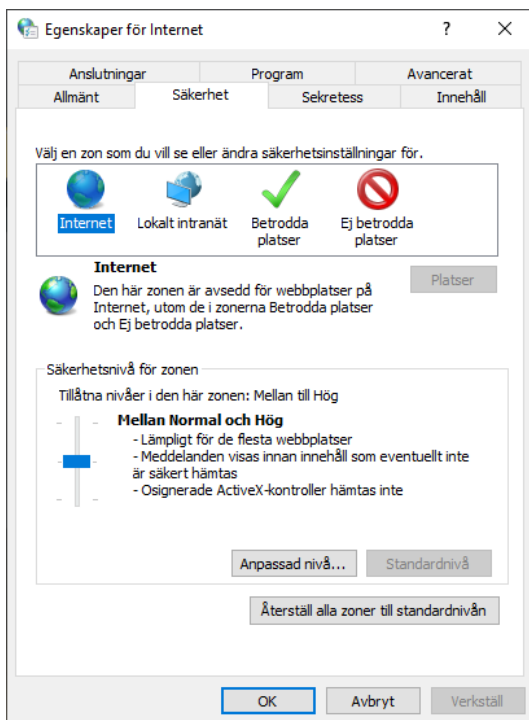 Egenskaper för Internet
Anslutningar Program Avancerat
Allmänt Säkerhet Sekretess Innehåll
Välj en zon som du vill se eller ändra säkerhetsinställningar för.
Internet Lokalt intranät Betrodda platser Ej betrodda platser
Internet
Den här zonen är avsedd för webbplatser på
Internet, utom de i zonerna Betrodda platser
och Ej betrodda platser.
Platser
Säkerhetsnivå för zonen
Tillåtna nivåer i den här zonen: Mellan till Hög
Mellan Normal och Hög
- Lämpligt för de flesta webbplatser
- Meddelanden visas innan innehåll som eventuellt inte
är säkert hämtas
- Osignerade ActiveX-kontroller hämtas inte
Anpassad nivå... Standardnivå
Återställ alla zoner till standardnivån
OK Avbryt Verkställ